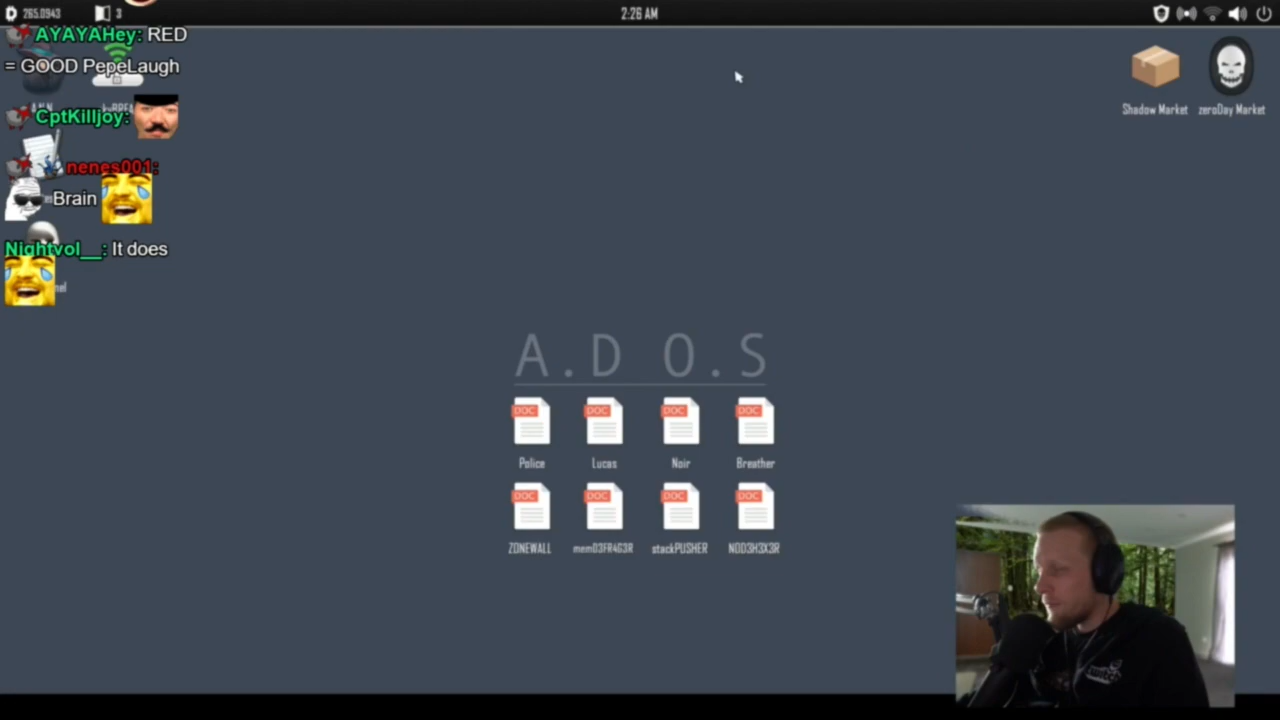 265.0943 3 2:26 AM
AYAYAHey: RED
= GOOD PepeLaugh
Shadow Market zeroDay Market
CptKilljoy:
nenes001:
Brain
Nightvol__: It does
A.D O.S
DOC DOC DOC DOC
Police Lucas Noir Breather
DOC DOC DOC DOC
ZONEWALL memD3FR4G3R stackPUSHER NOD3H3X3R